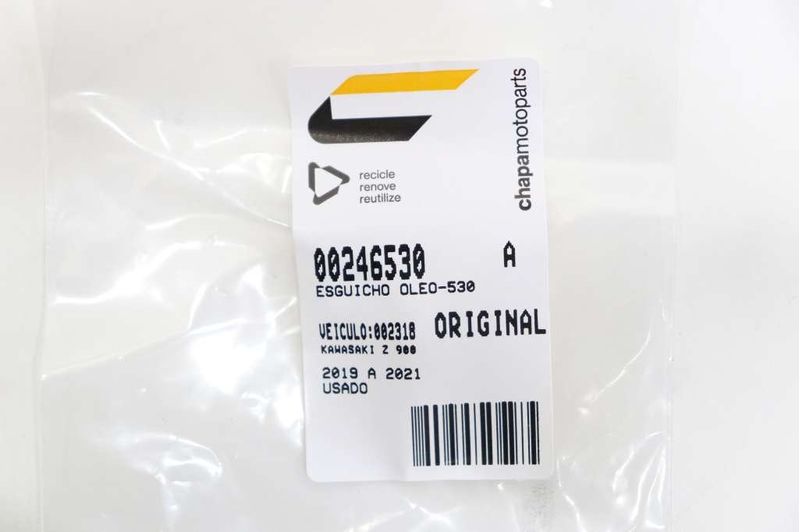 chapamotoparts
recicle
renove
reutilize
00246530 A
ESGUICHO OLEO-530
VEICULO:002318 ORIGINAL
KAWASAKI Z 900
2019 A 2021
USADO